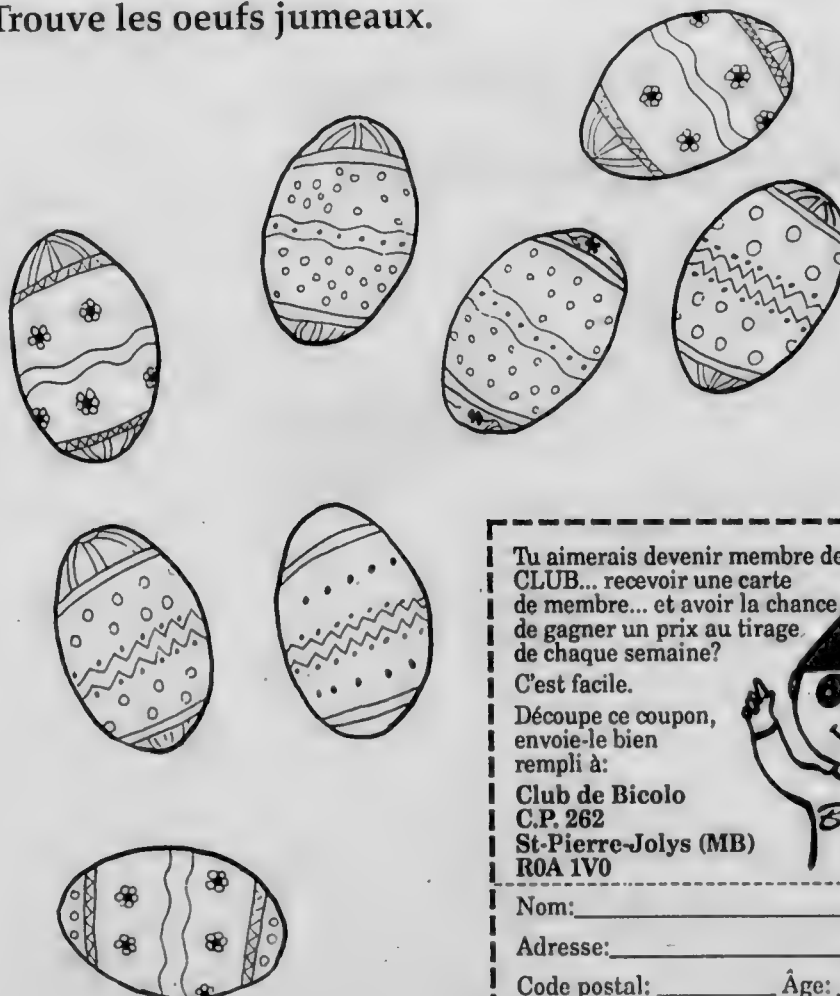 Trouve les oeufs jumeaux.
Tu aimerais devenir membre de
CLUB... recevoir une carte
de membre... et avoir la chance
de gagner un prix au tirage
de chaque semaine?
C'est facile.
Découpe ce coupon,
envoie-le bien
rempli à:
Club de Bicolo
C.P. 262
St-Pierre-Jolys (MB)
R0A 1V0
Nom:
Adresse:
Code postal: Âge: